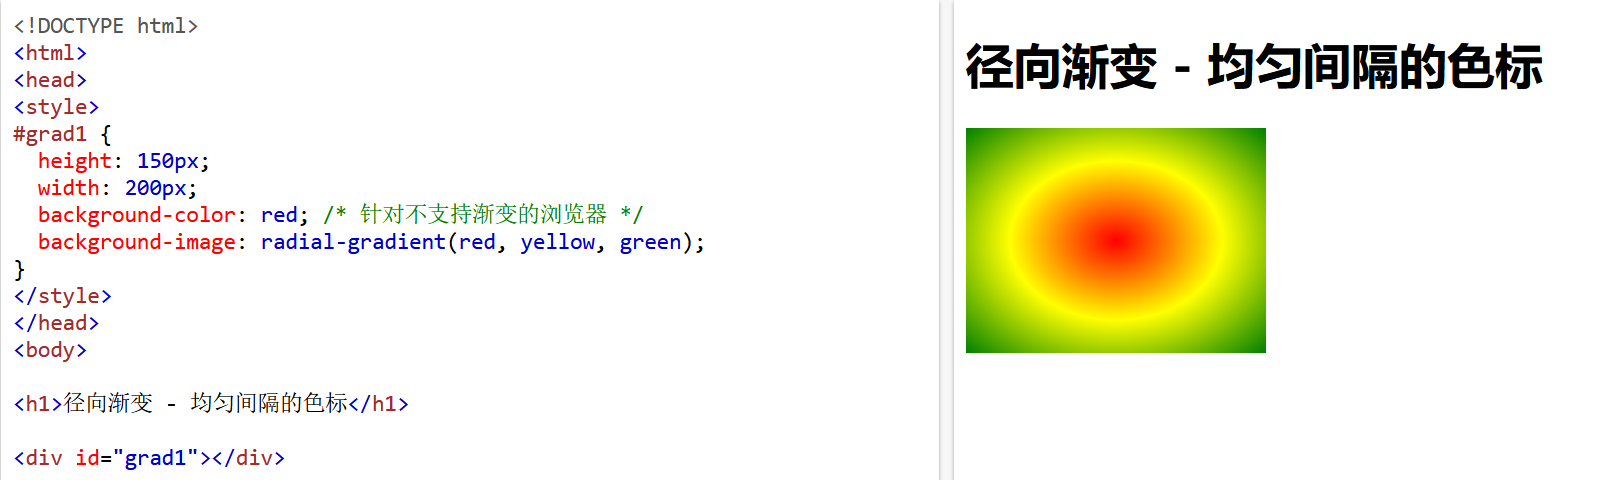 <!DOCTYPE html>
<html>
<head>
<style>
#grad1 {
  height: 150px;
  width: 200px;
  background-color: red; /* 针对不支持渐变的浏览器 */
  background-image: radial-gradient(red, yellow, green);
}
</style>
</head>
<body>
<h1>径向渐变 - 均匀间隔的色标</h1>
<div id="grad1"></div>
径向渐变 - 均匀间隔的色标